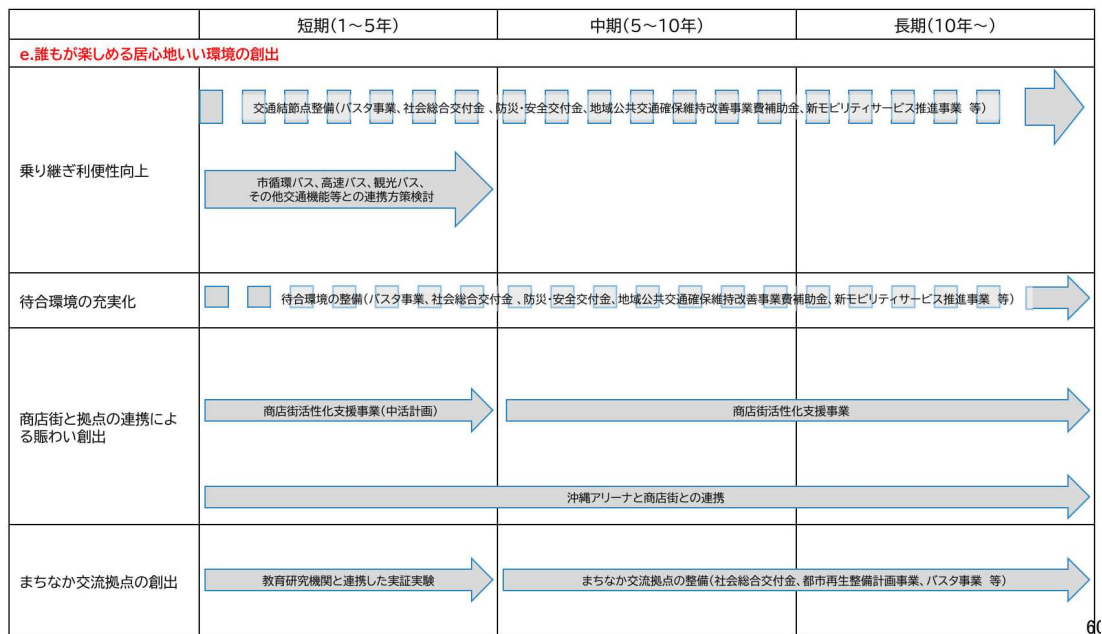 短期(1～5年)
中期(5～10年)
長期(10年～)
e.誰もが楽しめる居心地いい環境の創出
乗り継ぎ利便性向上
交通結節点整備(バスタ事業、社会総合交付金 、防災・安全交付金、地域公共交通確保維持改善事業費補助金、新モビリティサービス推進事業 等)
市循環バス、高速バス、観光バス、
その他交通機能等との連携方策検討
待合環境の充実化
待合環境の整備(バスタ事業、社会総合交付金 、防災・安全交付金、地域公共交通確保維持改善事業費補助金、新モビリティサービス推進事業 等)
商店街と拠点の連携によ
る賑わい創出
商店街活性化支援事業(中活計画)
商店街活性化支援事業
沖縄アリーナと商店街との連携
まちなか交流拠点の創出
教育研究機関と連携した実証実験
まちなか交流拠点の整備(社会総合交付金、都市再生整備計画事業、バスタ事業 等)
60